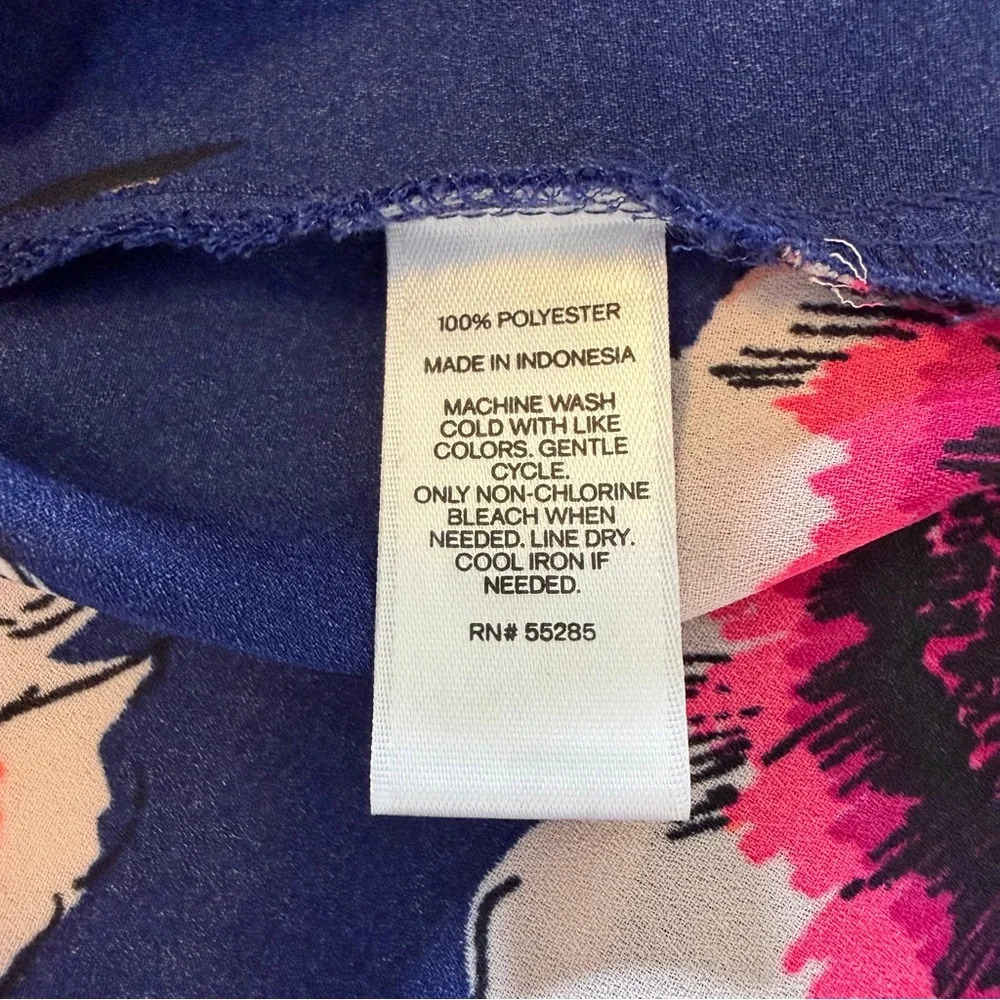 100% POLYESTER
MADE IN INDONESIA
MACHINE WASH
COLD WITH LIKE
COLORS. GENTLE
CYCLE.
ONLY NON-CHLORINE
BLEACH WHEN
NEEDED. LINE DRY.
COOL IRON IF
NEEDED.
RN# 55285